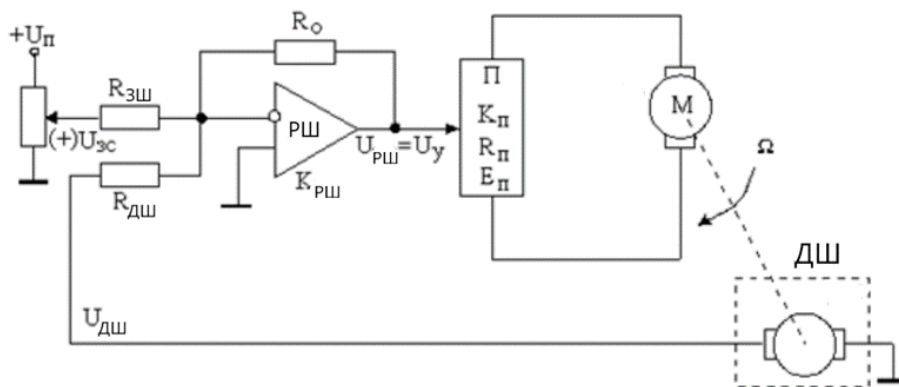 +Uп
Rзш
(+)Uзс
Rдш
Rо
РШ
Kрш
Uрш=Uу
П
Kп
Rп
Eп
М
Ω
ДШ
Uдш